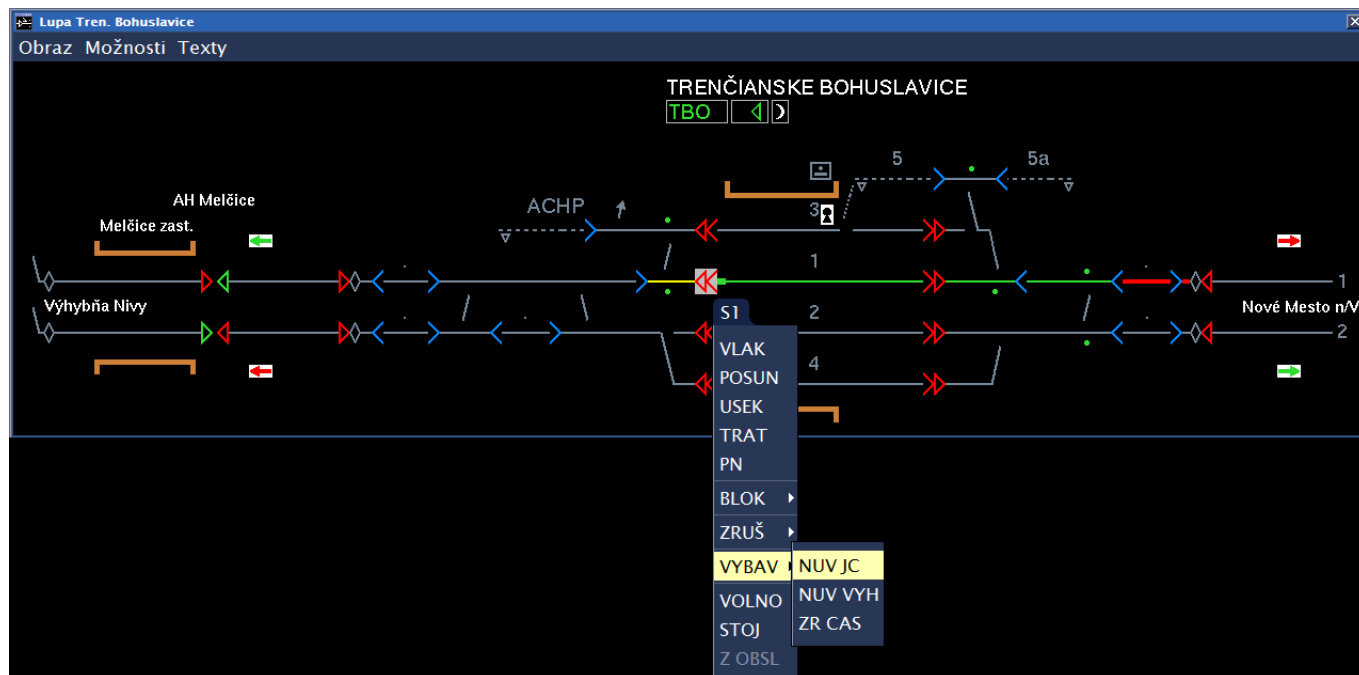 Lupa Tren. Bohuslavice
Obraz Možnosti Texty
TRENČIANSKE BOHUSLAVICE
TBO
5
5a
AH Melčice
ACHP
3
Melčice zast.
1
1
Výhybňa Nivy
Nové Mesto n/V
S1
2
2
VLAK
4
POSUN
USEK
TRAT
PN
BLOK
ZRUŠ
VYBAV
NUV JC
NUV VYH
ZR CAS
VOLNO
STOJ
Z OBSL